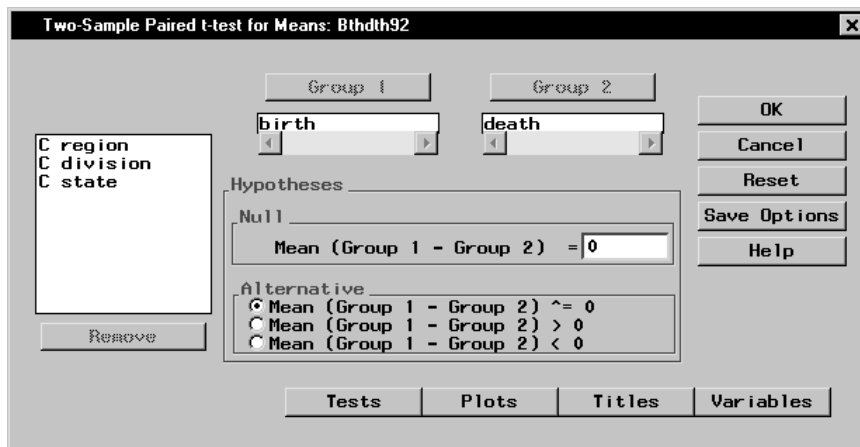 Two-Sample Paired t-test for Means: Bthdth92
Group 1
Group 2
birth
death
C region
C division
C state
Remove
Hypotheses
Null
Mean (Group 1 - Group 2) = 0
Alternative
Mean (Group 1 - Group 2) ^= 0
Mean (Group 1 - Group 2) > 0
Mean (Group 1 - Group 2) < 0
OK
Cancel
Reset
Save Options
Help
Tests
Plots
Titles
Variables